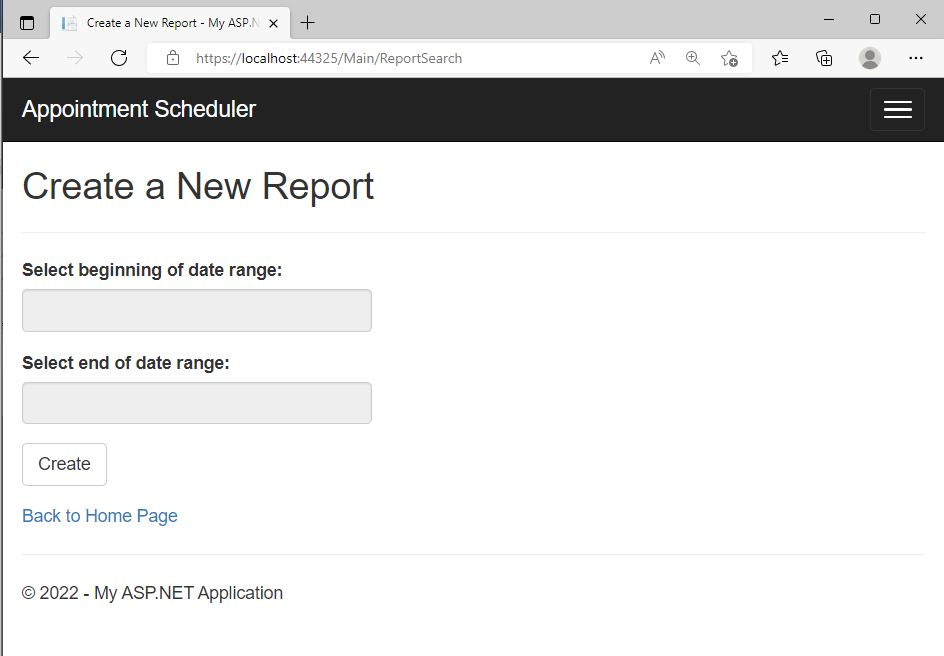 Create a New Report - My ASP.N
https://localhost:44325/Main/ReportSearch
Appointment Scheduler
Create a New Report
Select beginning of date range:
Select end of date range:
Create
Back to Home Page
© 2022 - My ASP.NET Application